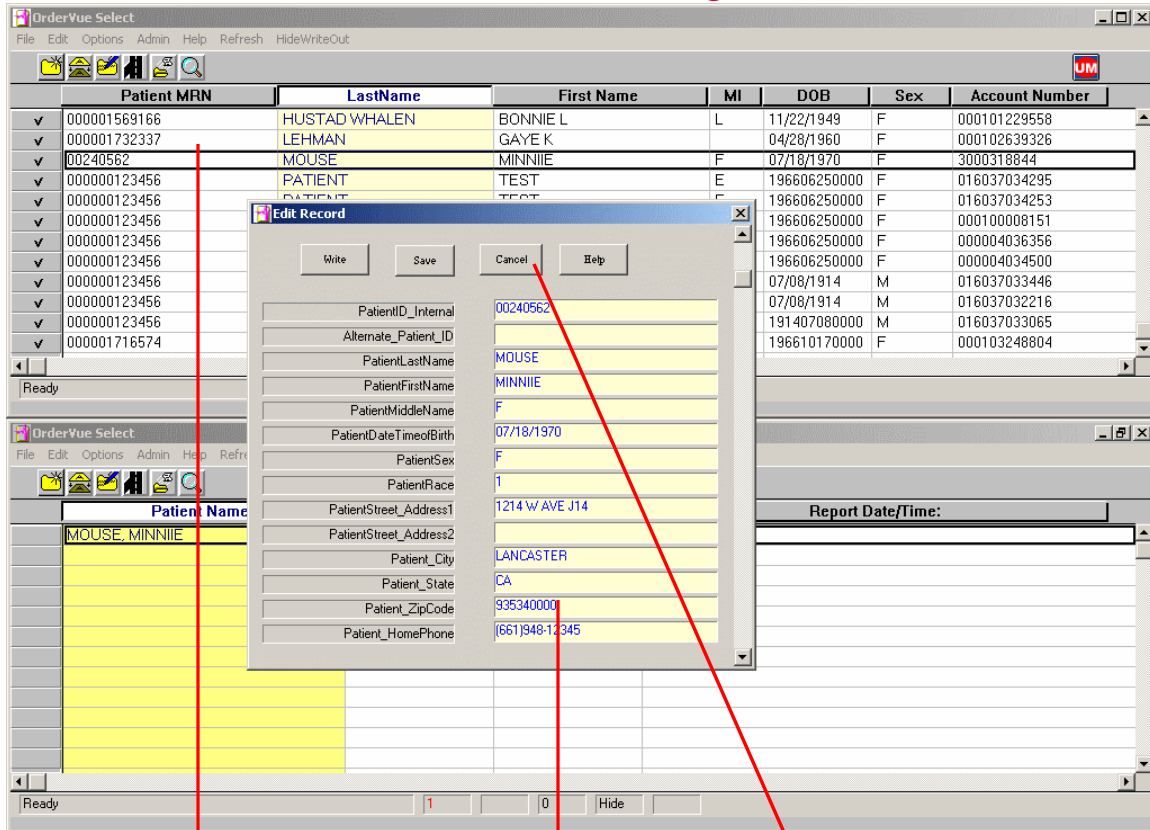 OrderVue Select
File Edit Options Admin Help Refresh HideWriteOut
UM
Patient MRN LastName First Name MI DOB Sex Account Number
v 000001569166 HUSTAD WHALEN BONNIE L L 11/22/1949 F 000101229558
v 000001732337 LEHMAN GAYE K 04/28/1960 F 000102639326
v 00240562 MOUSE MINNIIE F 07/18/1970 F 3000318844
v 000000123456 PATIENT TEST E 196606250000 F 016037034295
v 000000123456 PATIENT TEST E 196606250000 F 016037034253
v 000000123456 196606250000 F 000100008151
v 000000123456 196606250000 F 000004036356
v 000000123456 196606250000 F 000004034500
v 000000123456 07/08/1914 M 016037033446
v 000000123456 07/08/1914 M 016037032216
v 000000123456 191407080000 M 016037033065
v 000001716574 196610170000 F 000103248804
Ready
Edit Record
Write Save Cancel Help
PatientID_Internal 00240562
Alternate_Patient_ID
PatientLastName MOUSE
PatientFirstName MINNIIE
PatientMiddleName F
PatientDateTimeofBirth 07/18/1970
PatientSex F
PatientRace 1
PatientStreet_Address1 1214 W AVE J14
PatientStreet_Address2
Patient_City LANCASTER
Patient_State CA
Patient_ZipCode 935340000
Patient_HomePhone (661)948-12345
OrderVue Select
File Edit Options Admin Help Refre
Patient Name Report Date/Time:
MOUSE, MINNIIE
Ready 1 0 Hide